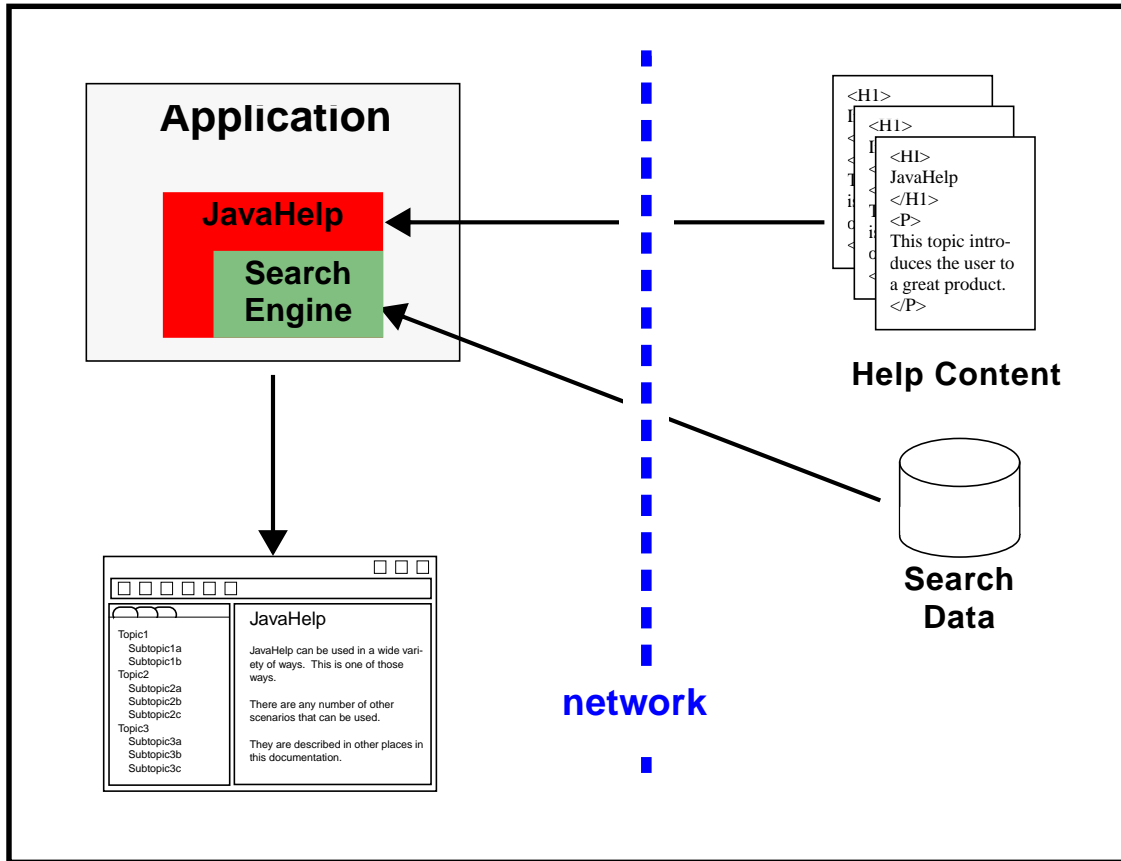 Application
JavaHelp
Search
Engine
<H1>
<H1>
<HI>
JavaHelp
</H1>
<P>
This topic intro-
duces the user to
a great product.
</P>
Help Content
Search
Data
network
JavaHelp
JavaHelp can be used in a wide vari-
ety of ways.  This is one of those
ways.
There are any number of other
scenarios that can be used.
They are described in other places in
this documentation.
Topic1
Subtopic1a
Subtopic1b
Topic2
Subtopic2a
Subtopic2b
Subtopic2c
Topic3
Subtopic3a
Subtopic3b
Subtopic3c